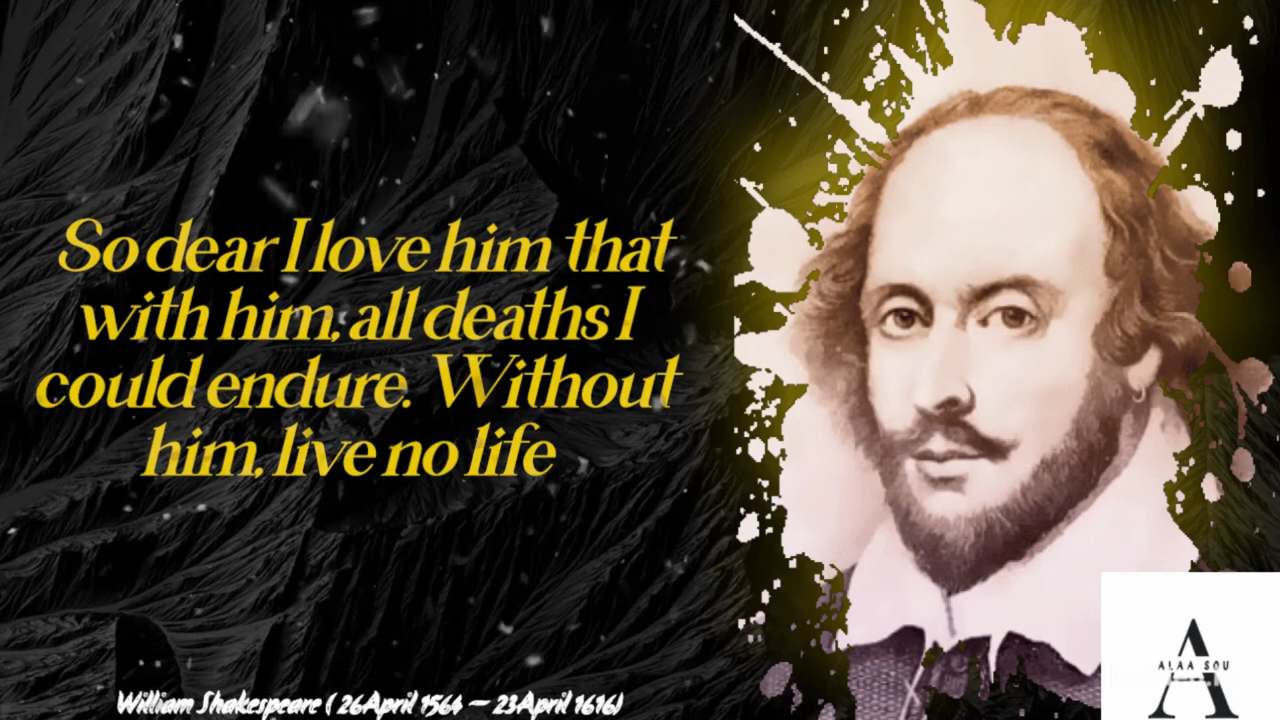 So dear I love him that
with him, all deaths I
could endure. Without
him, live no life
William Shakespeare ( 26April 1564 – 23April 1616)
A
ALAA SOU